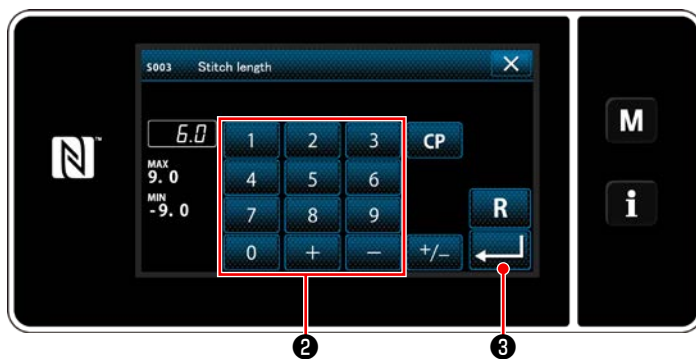 S003 Stitch length
X
6.0 1 2 3 CP
MAX
9.0 4 5 6
MIN
-9.0 7 8 9 R
0 + − +/−
N
M
i
❷ ❸